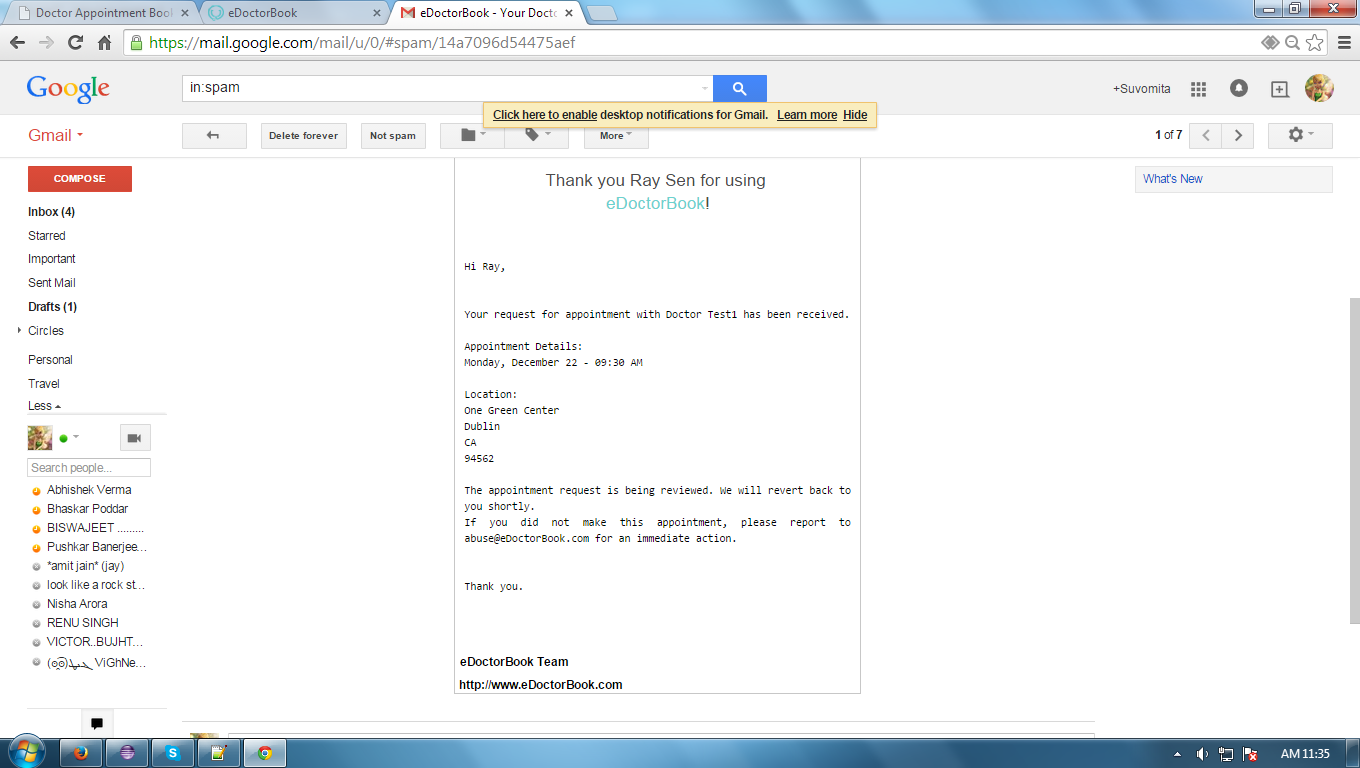 Doctor Appointment Book
eDoctorBook
eDoctorBook - Your Docto
https://mail.google.com/mail/u/0/#spam/14a7096d54475aef
Google
in:spam
+Suvomita
Click here to enable desktop notifications for Gmail. Learn more Hide
Gmail
Delete forever
Not spam
More
1 of 7
COMPOSE
Inbox (4)
Starred
Important
Sent Mail
Drafts (1)
Circles
Personal
Travel
Less
Search people...
Abhishek Verma
Bhaskar Poddar
BISWAJEET .........
Pushkar Banerjee...
*amit jain* (jay)
look like a rock st...
Nisha Arora
RENU SINGH
VICTOR..BUJHT...
ViGhNe...
Thank you Ray Sen for using
eDoctorBook!
Hi Ray,
Your request for appointment with Doctor Test1 has been received.
Appointment Details:
Monday, December 22 - 09:30 AM
Location:
One Green Center
Dublin
CA
94562
The appointment request is being reviewed. We will revert back to
you shortly.
If you did not make this appointment, please report to
abuse@eDoctorBook.com for an immediate action.
Thank you.
eDoctorBook Team
http://www.eDoctorBook.com
What's New
AM 11:35